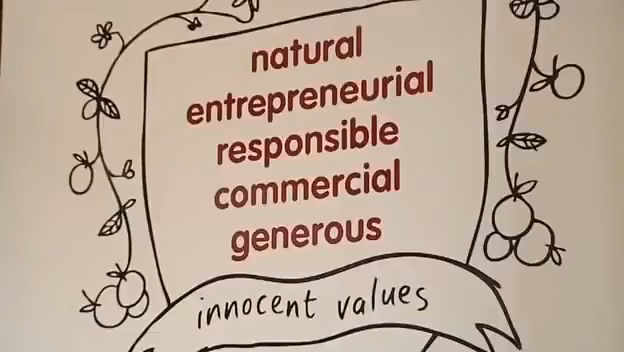 natural
entrepreneurial
responsible
commercial
generous
innocent values